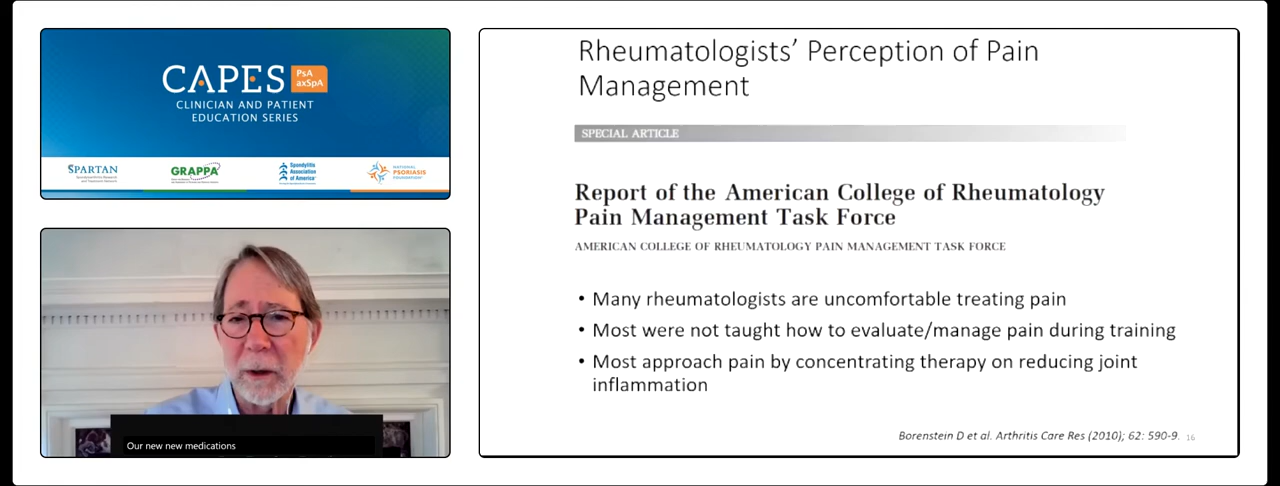 CAPES
PsA
axSpA
CLINICIAN AND PATIENT
EDUCATION SERIES
SPARTAN
GRAPPA
Spondylitis
Association
of America
NATIONAL
PSORIASIS
FOUNDATION
Our new new medications
Rheumatologists’ Perception of Pain
Management
SPECIAL ARTICLE
Report of the American College of Rheumatology
Pain Management Task Force
AMERICAN COLLEGE OF RHEUMATOLOGY PAIN MANAGEMENT TASK FORCE
• Many rheumatologists are uncomfortable treating pain
• Most were not taught how to evaluate/manage pain during training
• Most approach pain by concentrating therapy on reducing joint
inflammation
Borenstein D et al. Arthritis Care Res (2010); 62: 590-9. 16